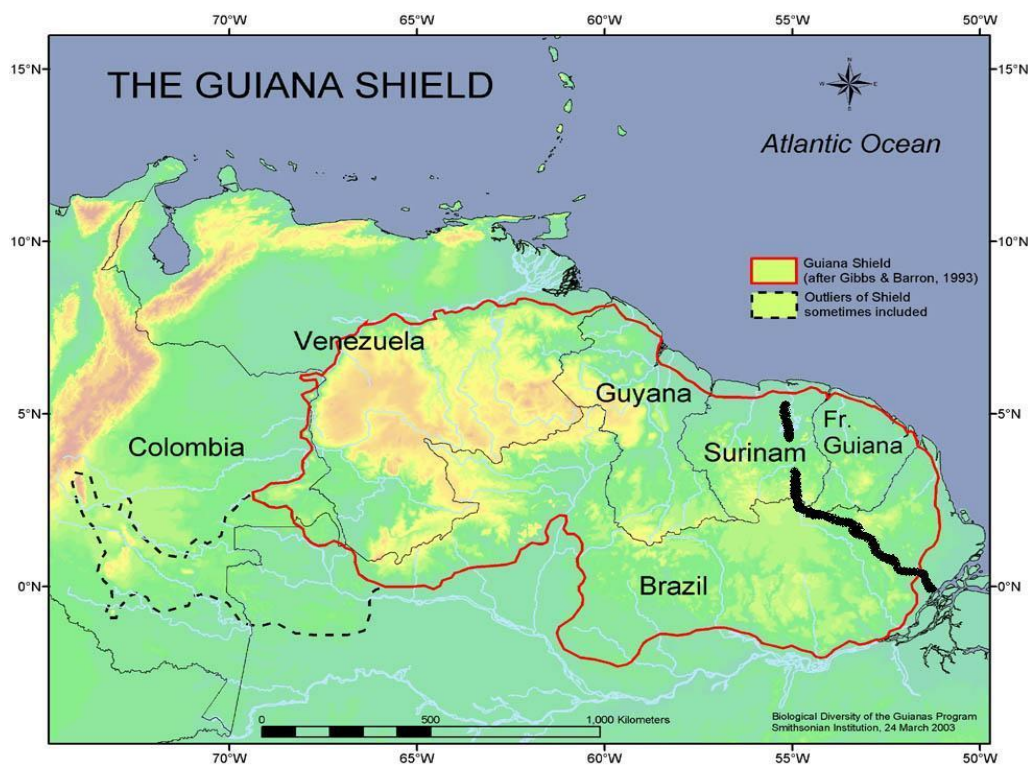 70°W 65°W 60°W 55°W 50°W
15°N 15°N
THE GUIANA SHIELD
N
W E
S
Atlantic Ocean
10°N 10°N
Guiana Shield
(after Gibbs & Barron, 1993)
Outliers of Shield
sometimes included
Venezuela
Guyana
5°N 5°N
Colombia
Surinam
Fr.
Guiana
0°N 0°N
Brazil
0 500 1,000 Kilometers
Biological Diversity of the Guianas Program
Smithsonian Institution, 24 March 2003
70°W 65°W 60°W 55°W 50°W